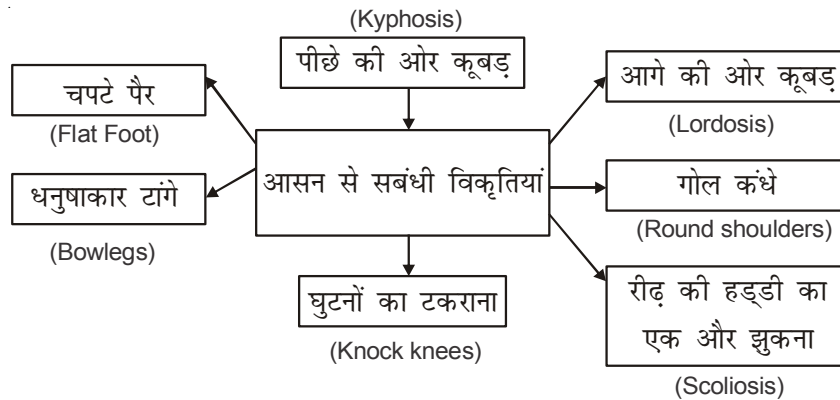 (Kyphosis)
पीछे की ओर कूबड़
चपटे पैर
(Flat Foot)
आगे की ओर कूबड़
(Lordosis)
आसन से सबंधी विकृतियां
धनुषाकार टांगे
(Bowlegs)
गोल कंधे
(Round shoulders)
घुटनों का टकराना
(Knock knees)
रीढ़ की हड्डी का
एक और झुकना
(Scoliosis)